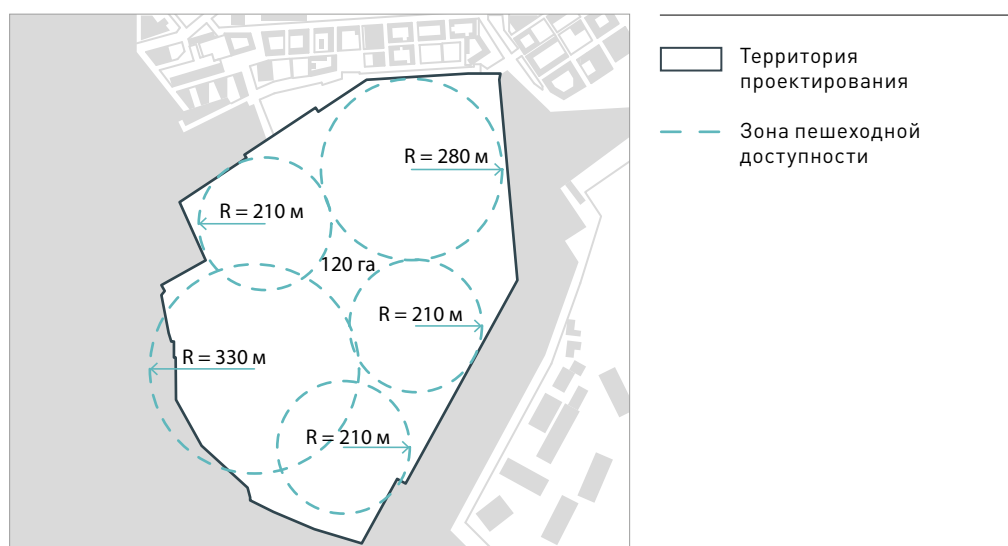 R = 280 м
R = 210 м
120 га
R = 210 м
R = 330 м
R = 210 м
Территория
проектирования
Зона пешеходной
доступности